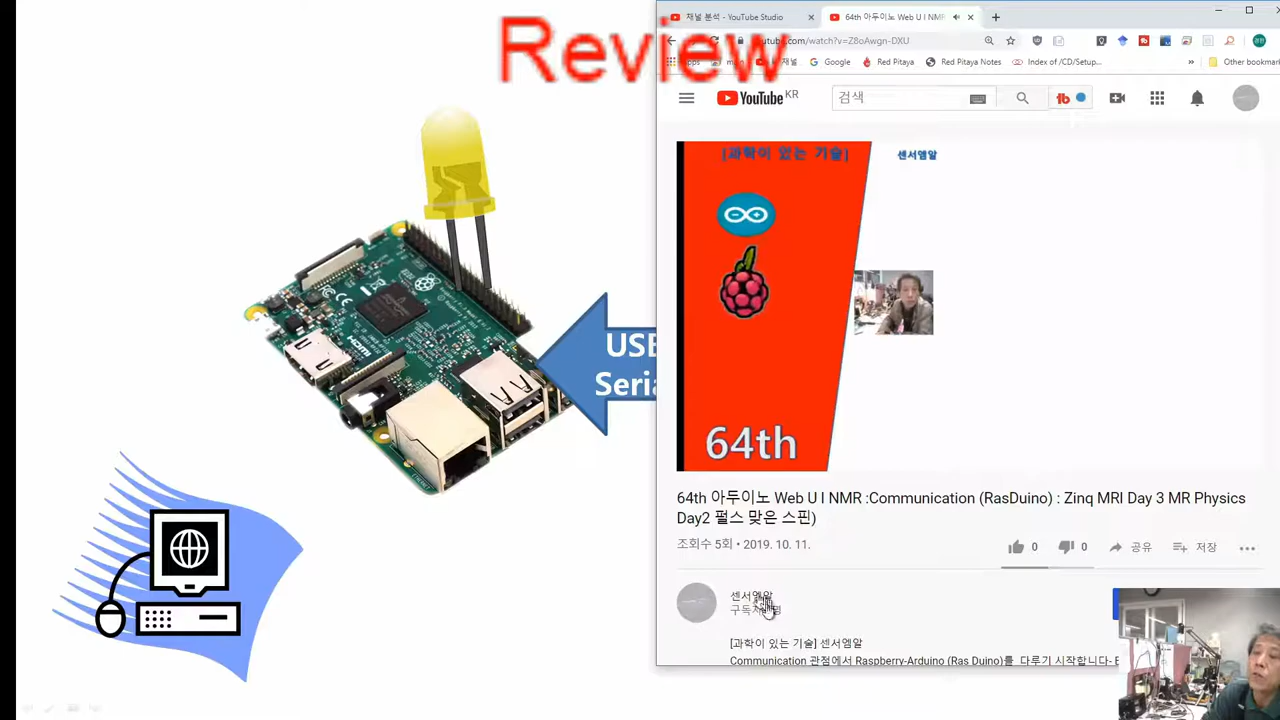 Review
채널 분석 - YouTube Studio
64th 아두이노 Web U I NMR
youtube.com/watch?v=Z8oAwgn-DXU
Google
Red Pitaya
Red Pitaya Notes
Index of /CD/Setup...
Other bookmar
YouTube KR
검색
[과학이 있는 기술]
센서엠알
USB
Seria
64th
64th 아두이노 Web U I NMR :Communication (RasDuino) : Zinq MRI Day 3 MR Physics
Day2 펄스 맞은 스핀)
조회수 5회 • 2019. 10. 11.
0
0
공유
저장
센서엠알
[과학이 있는 기술] 센서엠알
Communication 관점에서 Raspberry-Arduino (Ras Duino)를 다루기 시작합니다-